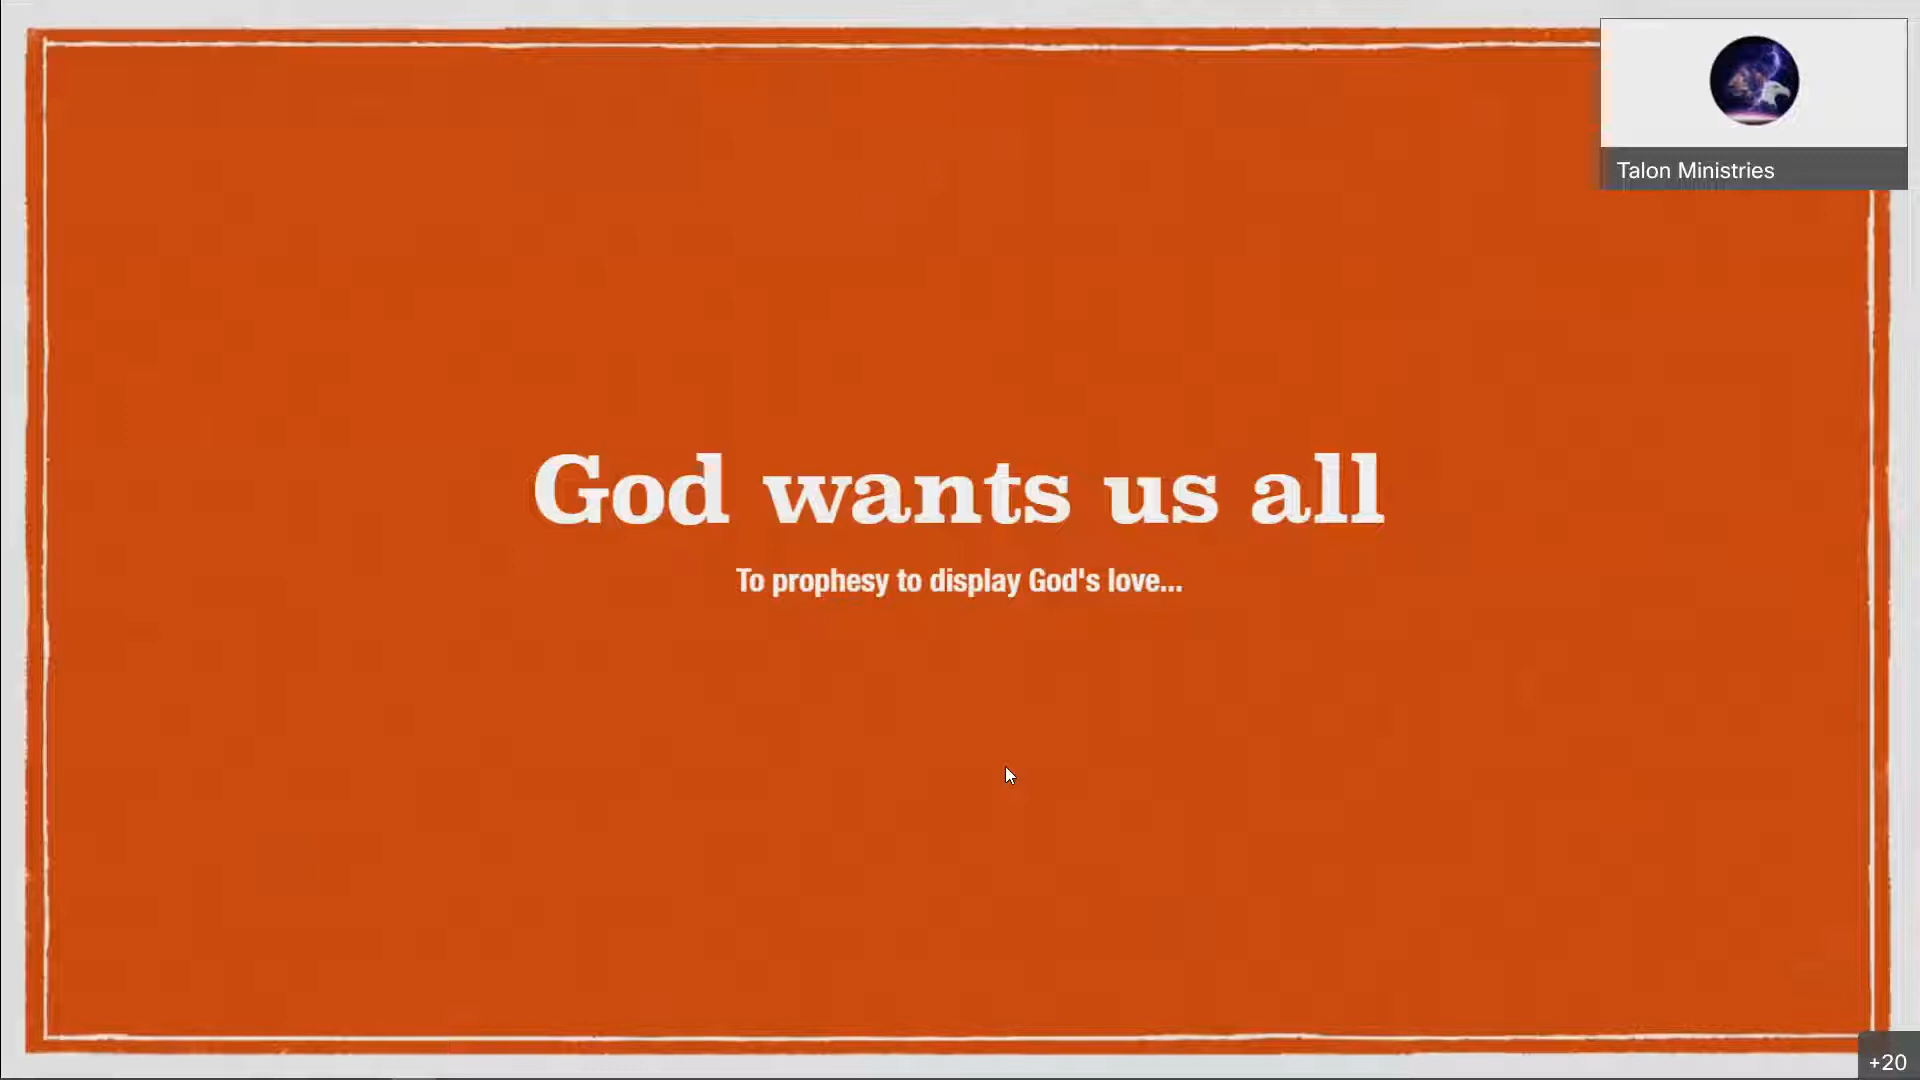 Talon Ministries
God wants us all
To prophesy to display God's love...
+20